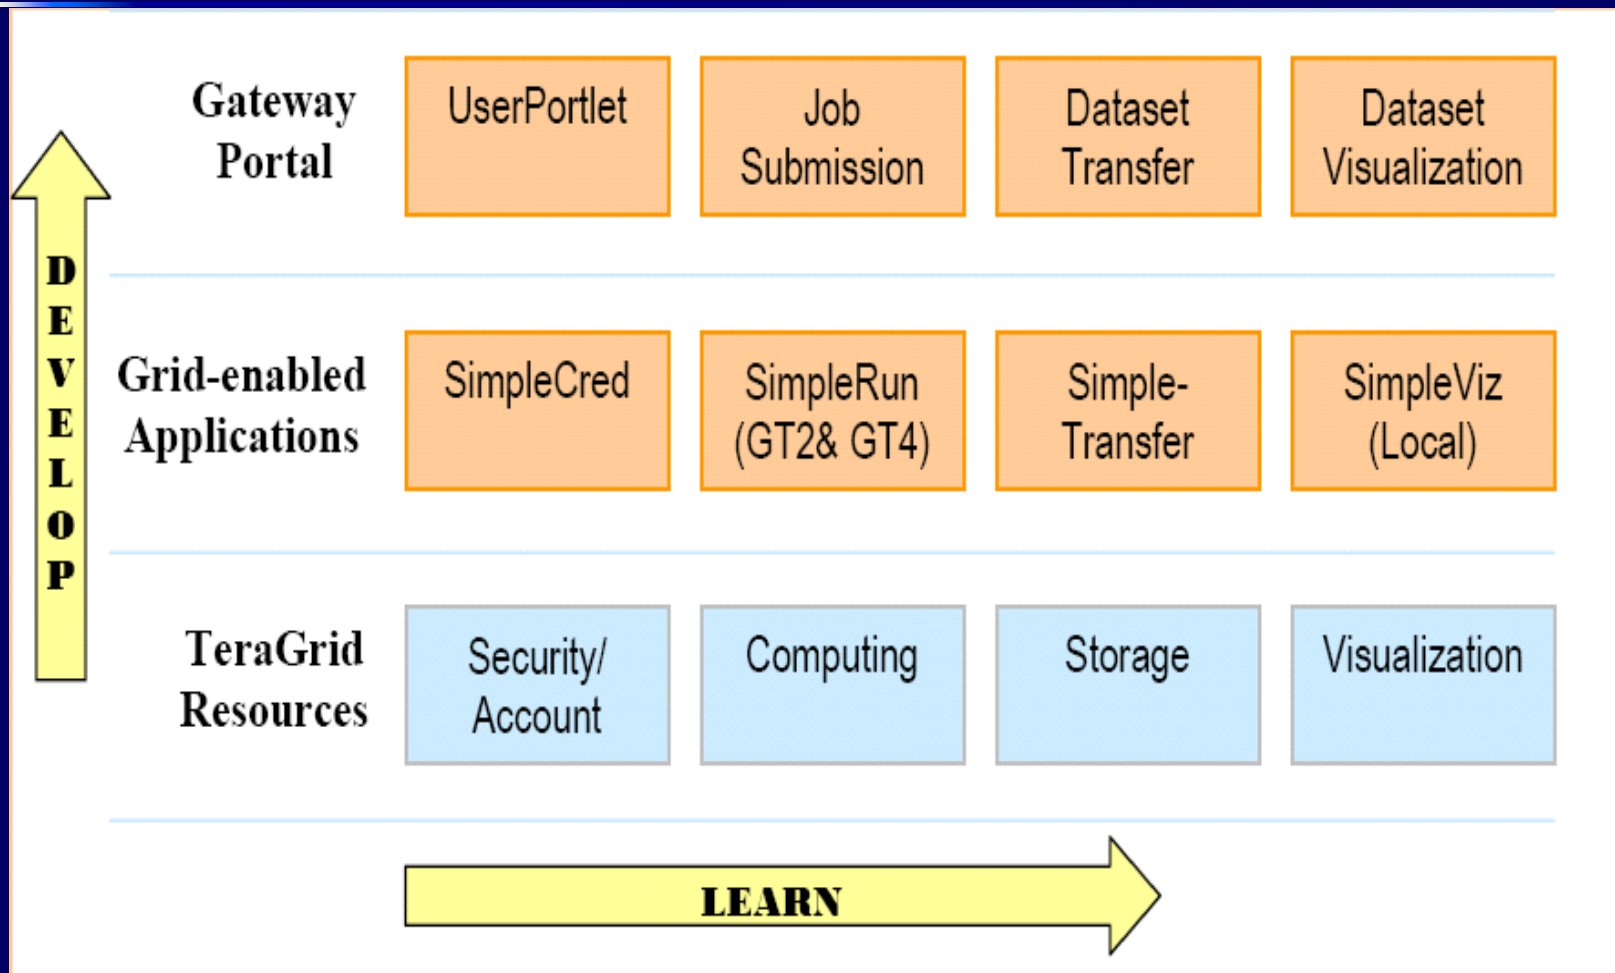 Gateway
Portal
UserPortlet
Job
Submission
Dataset
Transfer
Dataset
Visualization
DEVELOP
Grid-enabled
Applications
SimpleCred
SimpleRun
(GT2& GT4)
Simple-
Transfer
SimpleViz
(Local)
TeraGrid
Resources
Security/
Account
Computing
Storage
Visualization
LEARN